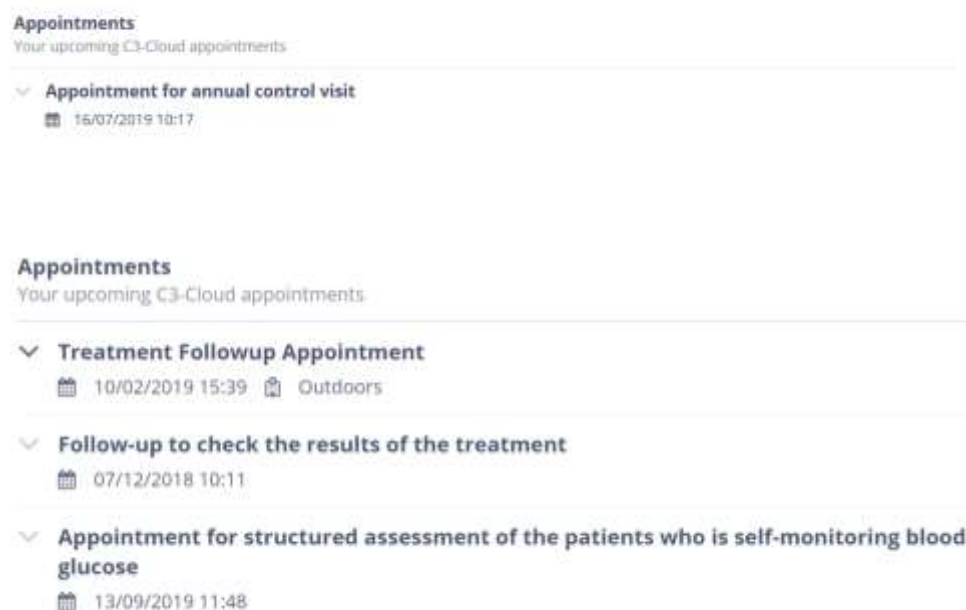 Appointments
Your upcoming C3-Cloud appointments
Appointment for annual control visit
16/07/2019 10:17
Appointments
Your upcoming C3-Cloud appointments
Treatment Followup Appointment
10/02/2019 15:39 Outdoors
Follow-up to check the results of the treatment
07/12/2018 10:11
Appointment for structured assessment of the patients who is self-monitoring blood
glucose
13/09/2019 11:48